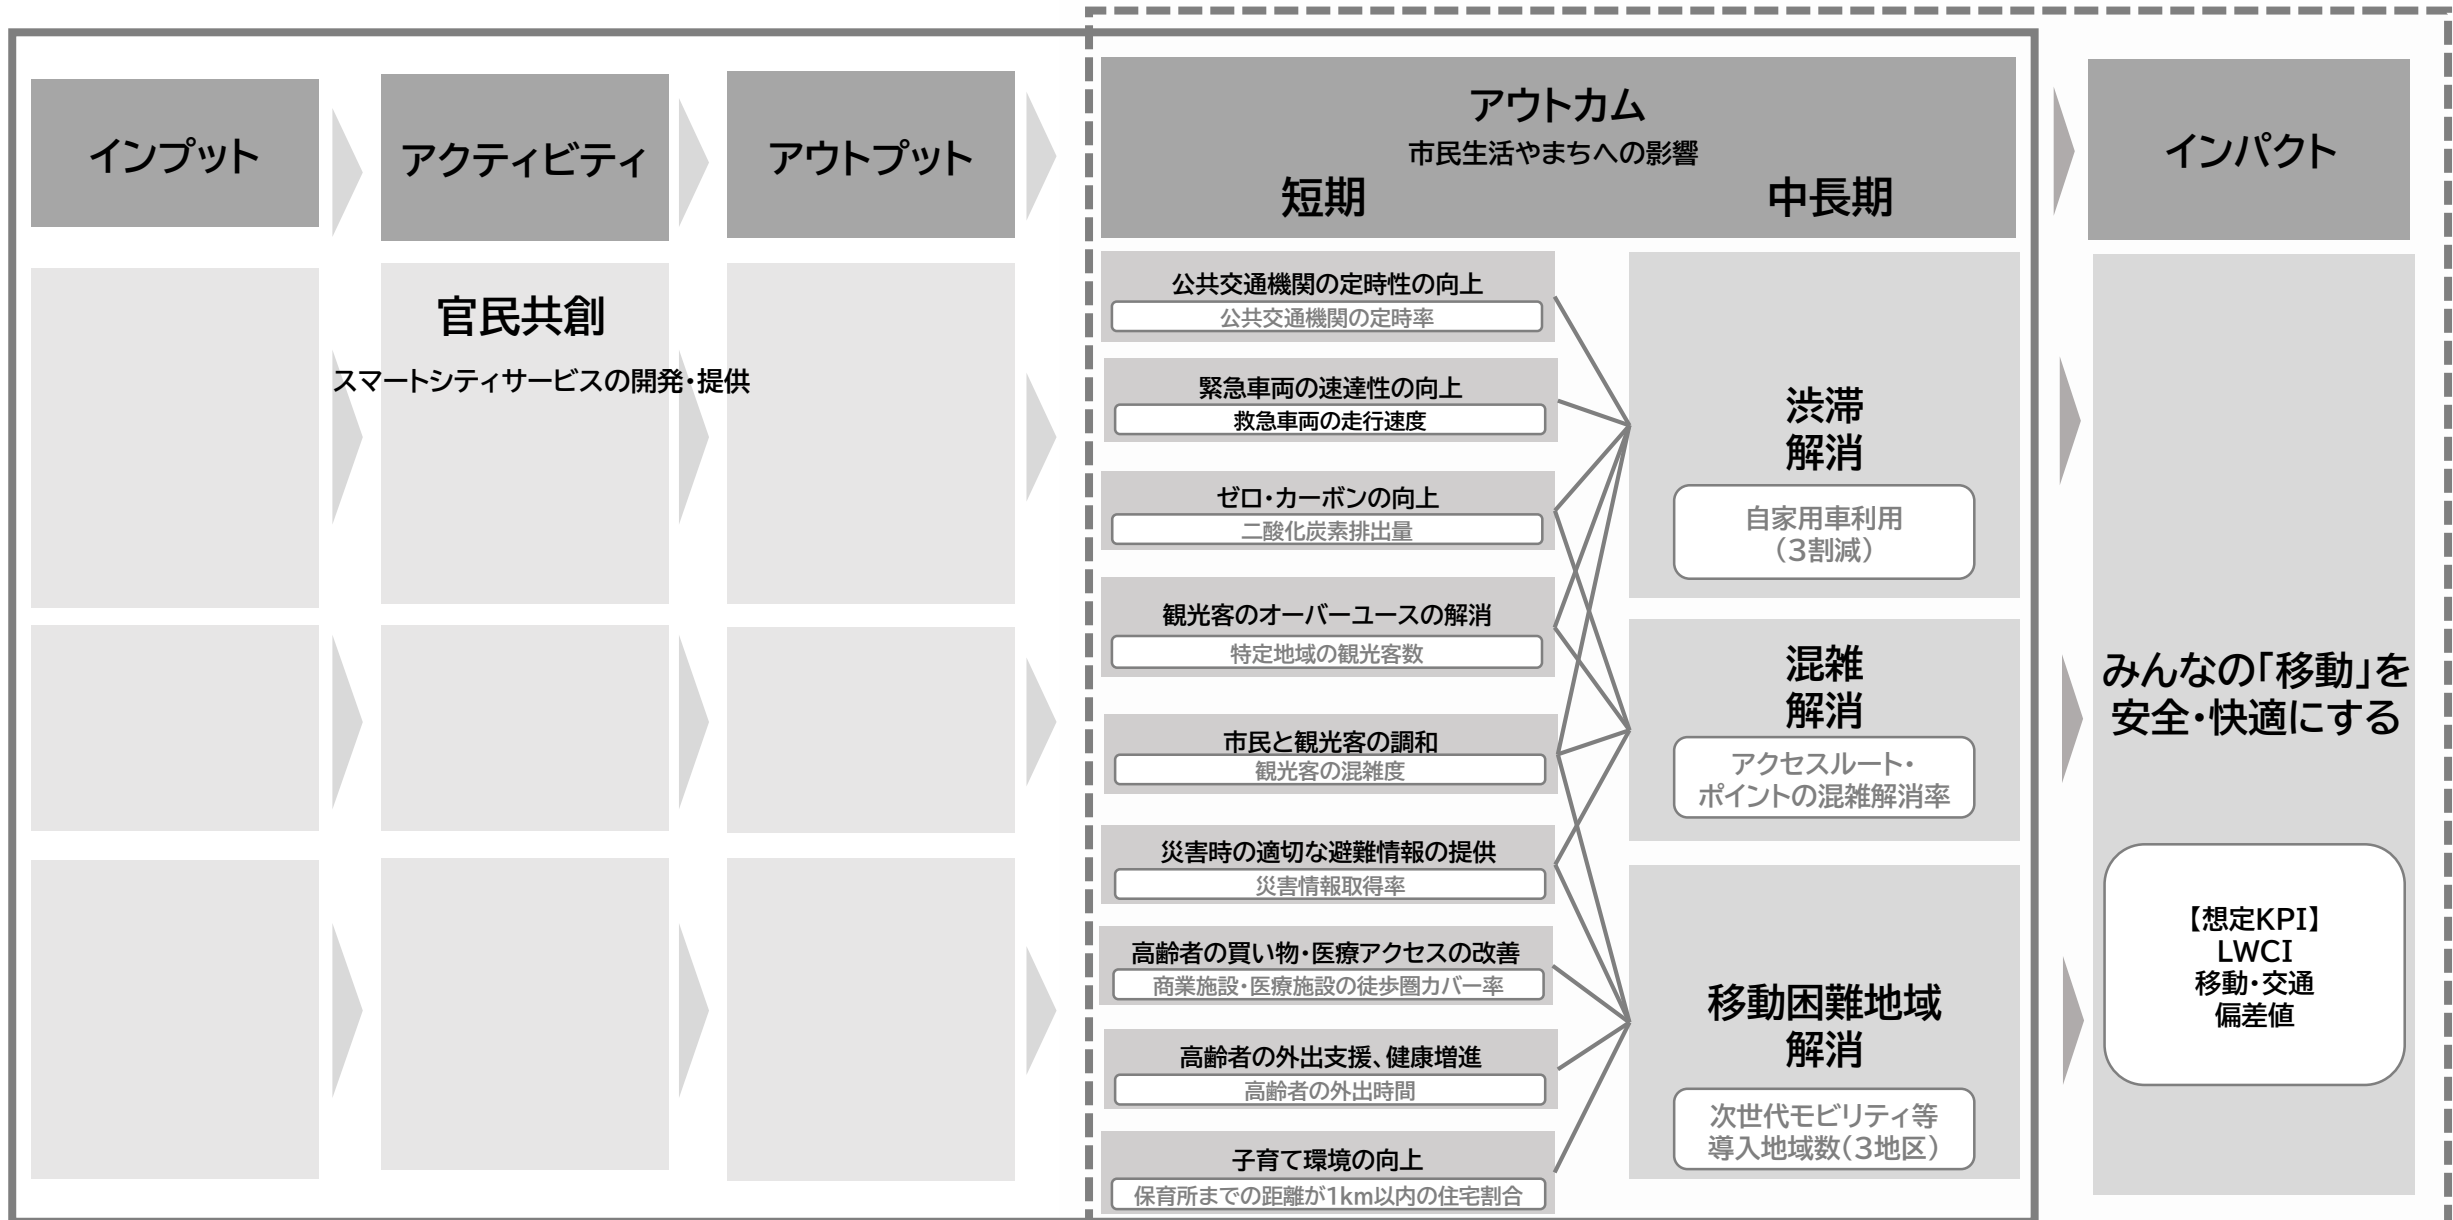 インプット
アクティビティ
アウトプット
アウトカム
市民生活やまちへの影響
短期
中長期
インパクト
官民共創
スマートシティサービスの開発・提供
公共交通機関の定時性の向上
公共交通機関の定時率
緊急車両の速達性の向上
救急車両の走行速度
ゼロ・カーボンの向上
二酸化炭素排出量
観光客のオーバーユースの解消
特定地域の観光客数
市民と観光客の調和
観光客の混雑度
災害時の適切な避難情報の提供
災害情報取得率
高齢者の買い物・医療アクセスの改善
商業施設・医療施設の徒歩圏カバー率
高齢者の外出支援、健康増進
高齢者の外出時間
子育て環境の向上
保育所までの距離が1km以内の住宅割合
渋滞
解消
自家用車利用
（3割減）
混雑
解消
アクセスルート・
ポイントの混雑解消率
移動困難地域
解消
次世代モビリティ等
導入地域数（3地区）
みんなの「移動」を
安全・快適にする
【想定KPI】
LWCI
移動・交通
偏差値